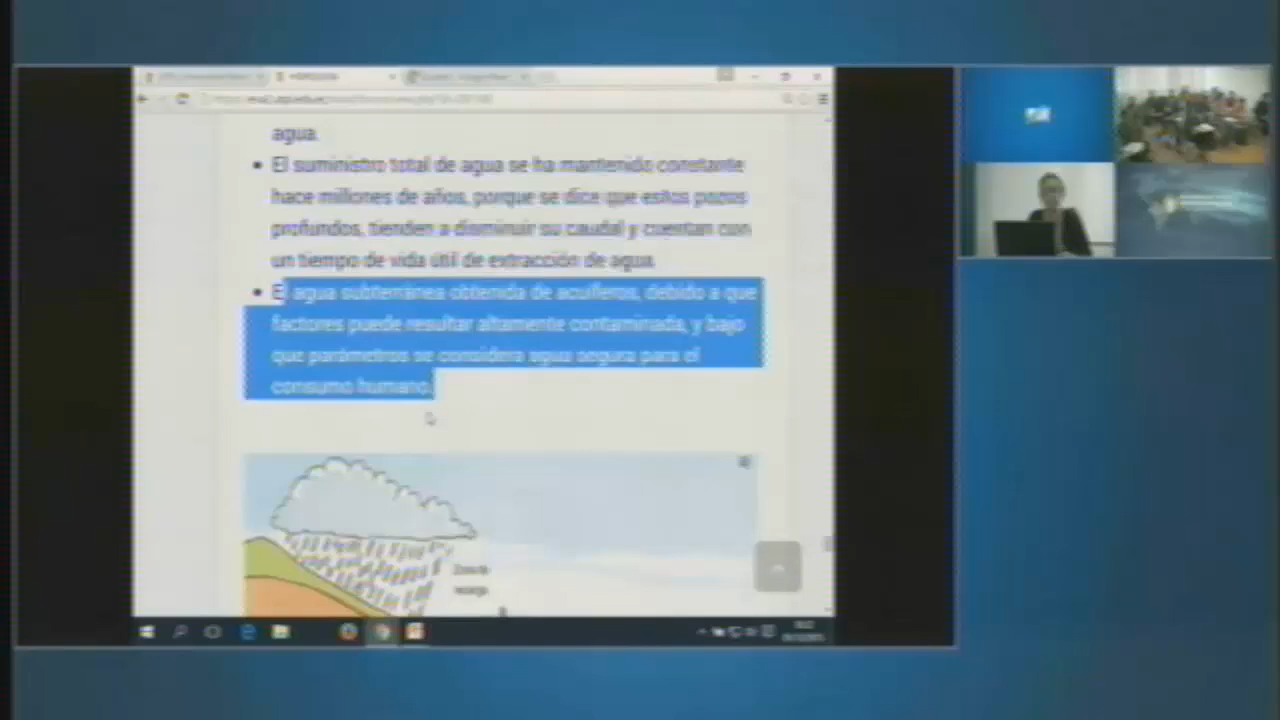 agua.
• El suministro total de agua se ha mantenido constante
hace millones de años, porque se dice que estos pozos
profundos, tienden a disminuir su caudal y cuentan con
un tiempo de vida útil de extracción de agua.
• El agua subterránea obtenida de acuíferos, debido a que
factores puede resultar altamente contaminada, y bajo
que parámetros se considera agua segura para el
consumo humano.
Zona de
recarga